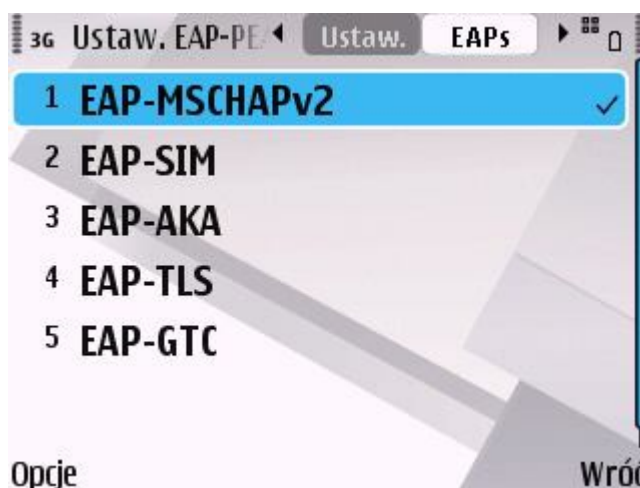 3G Ustaw. EAP-PE Ustaw. EAPs
1 EAP-MSCHAPv2
2 EAP-SIM
3 EAP-AKA
4 EAP-TLS
5 EAP-GTC
Opcje Wróć